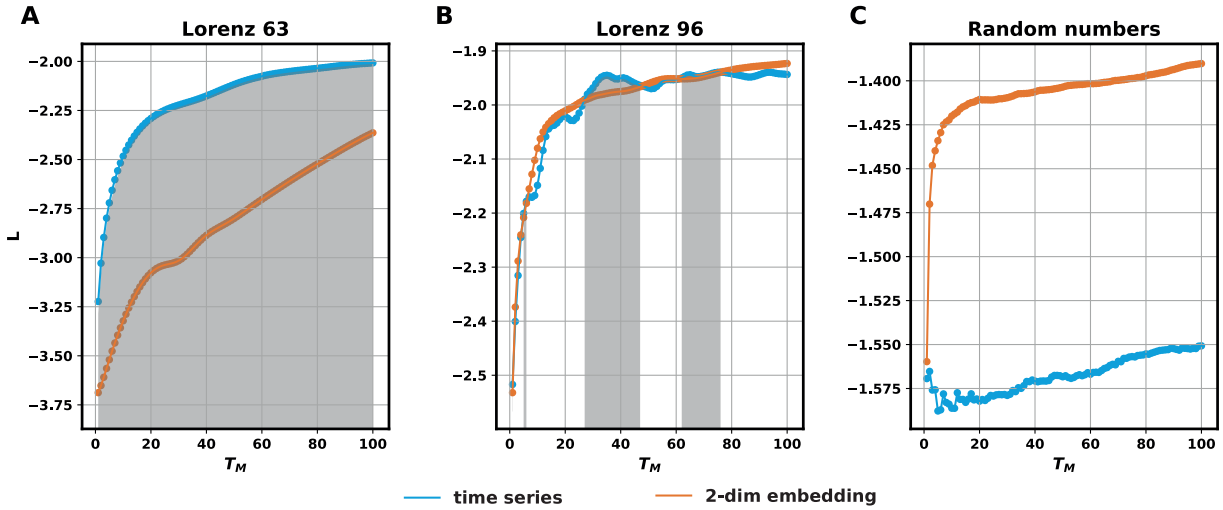 A
Lorenz 63
L
−2.00
−2.25
−2.50
−2.75
−3.00
−3.25
−3.50
−3.75
0 20 40 60 80 100
T_M
B
Lorenz 96
−1.9
−2.0
−2.1
−2.2
−2.3
−2.4
−2.5
0 20 40 60 80 100
T_M
C
Random numbers
−1.400
−1.425
−1.450
−1.475
−1.500
−1.525
−1.550
−1.575
0 20 40 60 80 100
T_M
time series 2-dim embedding